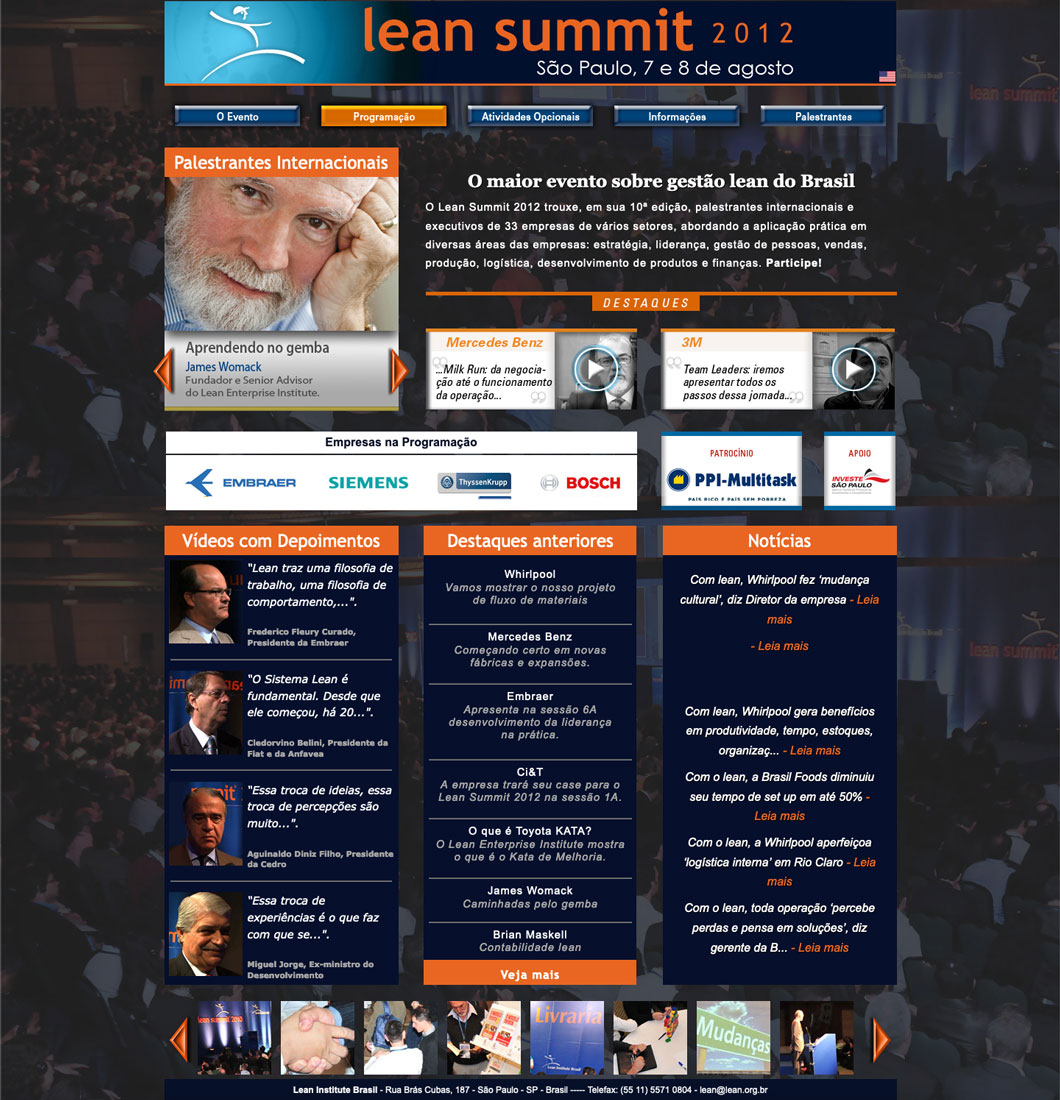 lean summit 2012
São Paulo, 7 e 8 de agosto
O Evento
Programação
Atividades Opcionais
Informações
Palestrantes
Palestrantes Internacionais
Aprendendo no gemba
James Womack
Fundador e Senior Advisor
do Lean Enterprise Institute.
O maior evento sobre gestão lean do Brasil
O Lean Summit 2012 trouxe, em sua 10ª edição, palestrantes internacionais e
executivos de 33 empresas de vários setores, abordando a aplicação prática em
diversas áreas das empresas: estratégia, liderança, gestão de pessoas, vendas,
produção, logística, desenvolvimento de produtos e finanças. Participe!
DESTAQUES
Mercedes Benz
...Milk Run: da negocia-
ção até o funcionamento
da operação...
3M
Team Leaders: iremos
apresentar todos os
passos dessa jornada...
Empresas na Programação
EMBRAER
SIEMENS
ThyssenKrupp
BOSCH
PATROCÍNIO
PPI-Multitask
PAÍS RICO É PAÍS SEM POBREZA
APOIO
INVESTE
SÃO PAULO
Vídeos com Depoimentos
"Lean traz uma filosofia de
trabalho, uma filosofia de
comportamento,...".
Frederico Fleury Curado,
Presidente da Embraer
"O Sistema Lean é
fundamental. Desde que
ele começou, há 20...".
Cledorvino Belini, Presidente da
Fiat e da Anfavea
"Essa troca de ideias, essa
troca de percepções são
muito...".
Aguinaldo Diniz Filho, Presidente
da Cedro
"Essa troca de
experiências é o que faz
com que se...".
Miguel Jorge, Ex-ministro do
Desenvolvimento
Destaques anteriores
Whirlpool
Vamos mostrar o nosso projeto
de fluxo de materiais
Mercedes Benz
Começando certo em novas
fábricas e expansões.
Embraer
Apresenta na sessão 6A
desenvolvimento da liderança
na prática.
Ci&T
A empresa trará seu case para o
Lean Summit 2012 na sessão 1A.
O que é Toyota KATA?
O Lean Enterprise Institute mostra
o que é o Kata de Melhoria.
James Womack
Caminhadas pelo gemba
Brian Maskell
Contabilidade lean
Veja mais
Notícias
Com lean, Whirlpool fez ‘mudança
cultural’, diz Diretor da empresa - Leia
mais
- Leia mais
Com lean, Whirlpool gera benefícios
em produtividade, tempo, estoques,
organizaç... - Leia mais
Com o lean, a Brasil Foods diminuiu
seu tempo de set up em até 50% -
Leia mais
Com o lean, a Whirlpool aperfeiçoa
‘logística interna’ em Rio Claro - Leia
mais
Com o lean, toda operação ‘percebe
perdas e pensa em soluções’, diz
gerente da B... - Leia mais
lean summit 2010
Livraria
Lean Institute Brasil
Mudanças
Lean Institute Brasil - Rua Brás Cubas, 187 - São Paulo - SP - Brasil ----- Telefax: (55 11) 5571 0804 - lean@lean.org.br